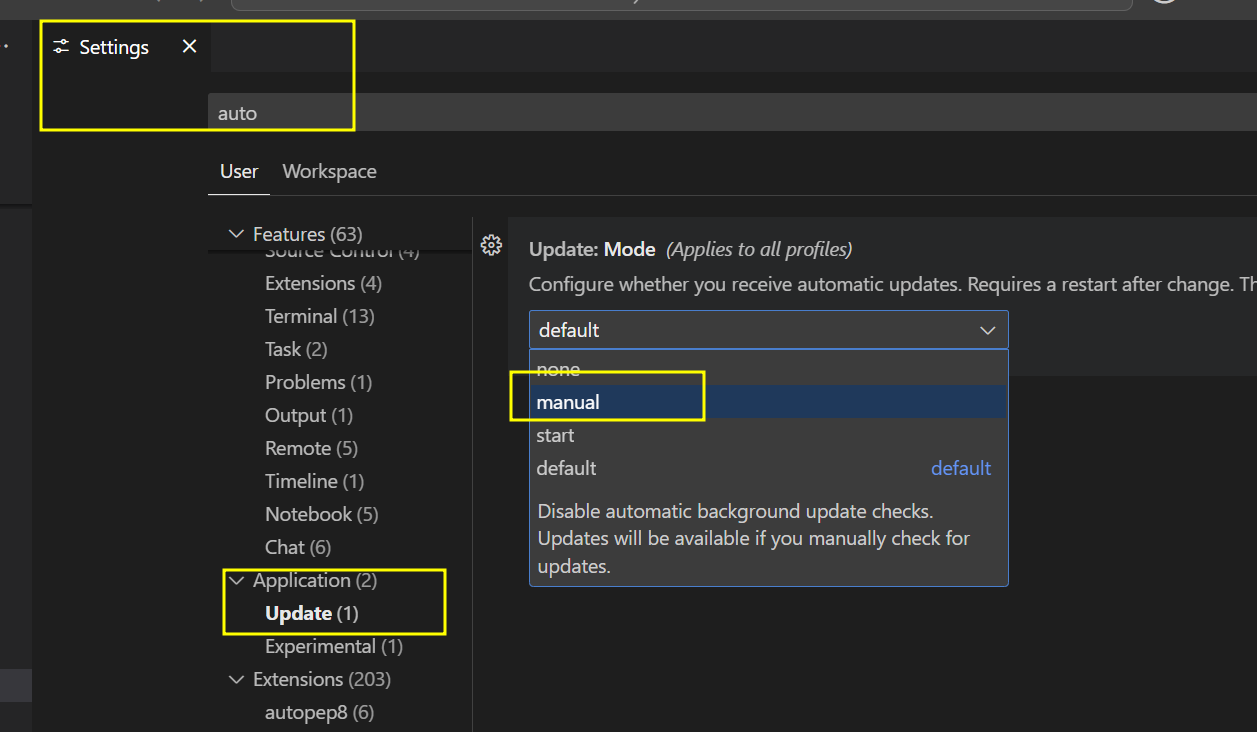 Settings
auto
User Workspace
Features (63)
Source Control (4)
Extensions (4)
Terminal (13)
Task (2)
Problems (1)
Output (1)
Remote (5)
Timeline (1)
Notebook (5)
Chat (6)
Application (2)
Update (1)
Experimental (1)
Extensions (203)
autopep8 (6)
Update: Mode (Applies to all profiles)
Configure whether you receive automatic updates. Requires a restart after change. Th
default
none
manual
start
default default
Disable automatic background update checks.
Updates will be available if you manually check for
updates.